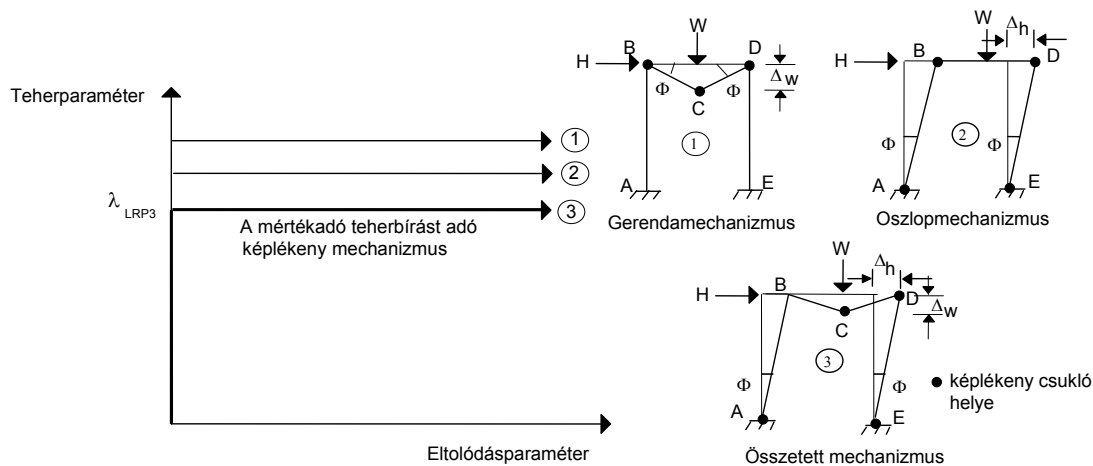 Teherparaméter
λ LRP3
1
2
3
A mértékadó teherbírást adó
képlékeny mechanizmus
Eltolódásparaméter
W
B
D
H
Φ
Φ
Δw
C
1
A
E
Gerendamechanizmus
W
Δh
B
D
H
2
Φ
Φ
A
E
Oszlopmechanizmus
W
Δh
B
H
D
Δw
C
3
Φ
Φ
A
E
képlékeny csukló
helye
Összetett mechanizmus